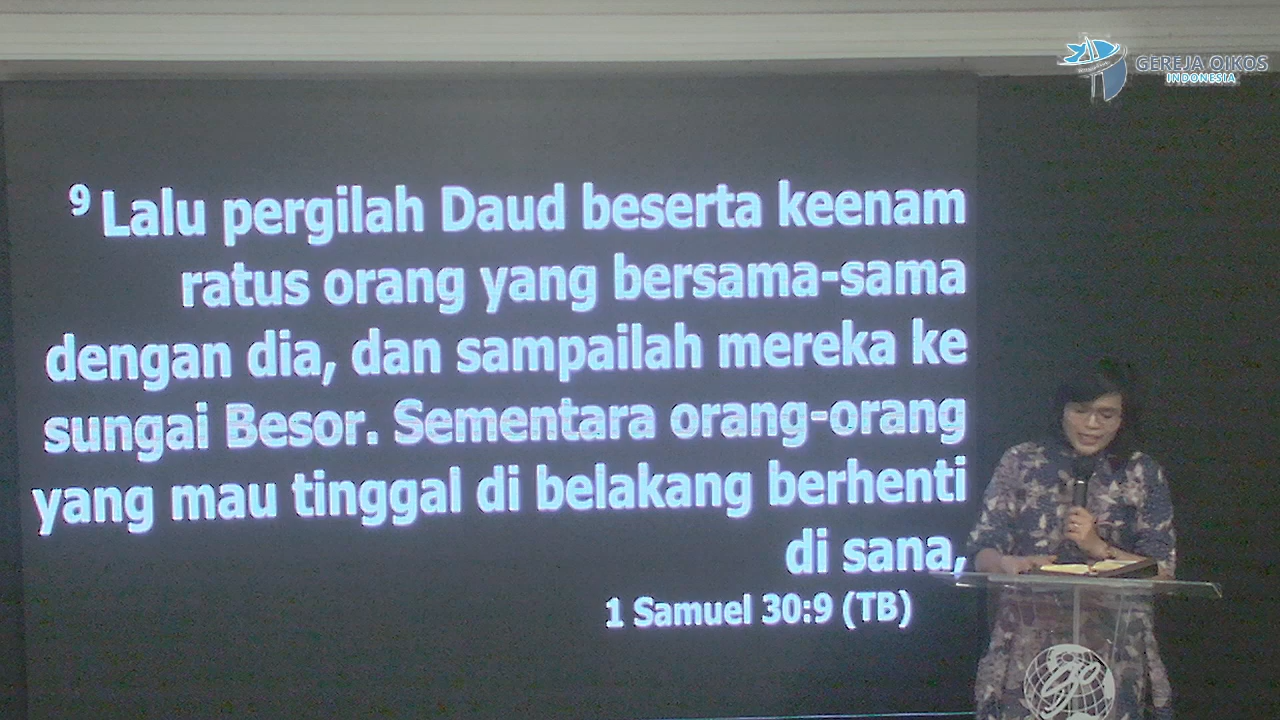 GEREJA OIKOS
INDONESIA
9 Lalu pergilah Daud beserta keenam
ratus orang yang bersama-sama
dengan dia, dan sampailah mereka ke
sungai Besor. Sementara orang-orang
yang mau tinggal di belakang berhenti
di sana,
1 Samuel 30:9 (TB)